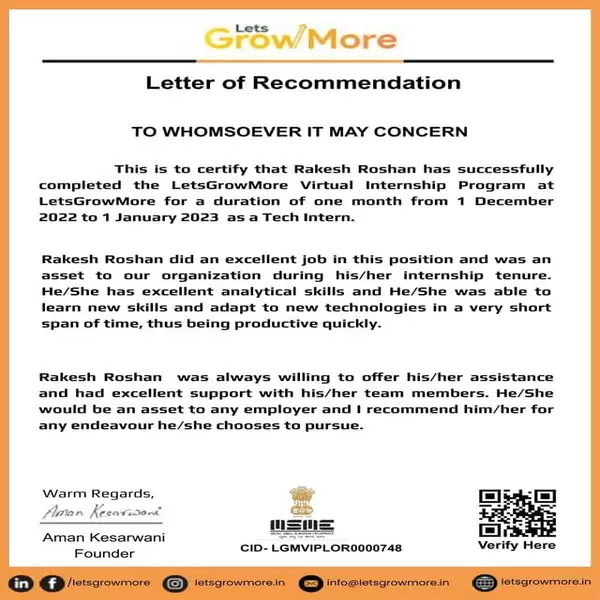 Lets
GrowMore
Letter of Recommendation
TO WHOMSOEVER IT MAY CONCERN
This is to certify that Rakesh Roshan has successfully
completed the LetsGrowMore Virtual Internship Program at
LetsGrowMore for a duration of one month from 1 December
2022 to 1 January 2023 as a Tech Intern.
Rakesh Roshan did an excellent job in this position and was an
asset to our organization during his/her internship tenure.
He/She has excellent analytical skills and He/She was able to
learn new skills and adapt to new technologies in a very short
span of time, thus being productive quickly.
Rakesh Roshan was always willing to offer his/her assistance
and had excellent support with his/her team members. He/She
would be an asset to any employer and I recommend him/her for
any endeavour he/she chooses to pursue.
Warm Regards,
Aman Kesarwani
Aman Kesarwani
Founder
MSME
CID- LGMVIPLOR0000748
Verify Here
/letsgrowmore
letsgrowmore.in
info@letsgrowmore.in
letsgrowmore.in